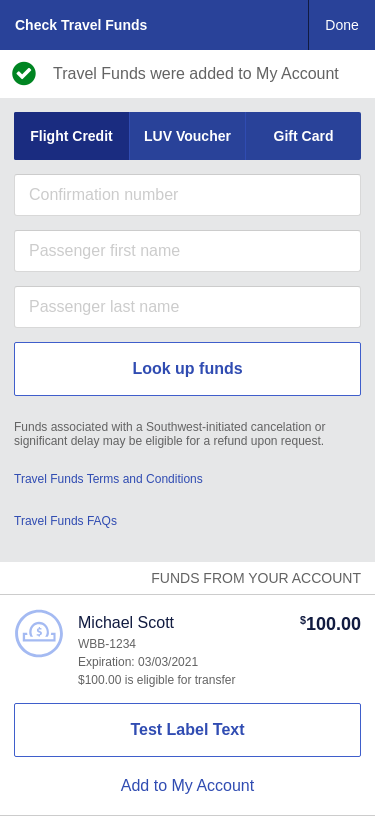 Check Travel Funds
Done
Travel Funds were added to My Account
Flight Credit
LUV Voucher
Gift Card
Confirmation number
Passenger first name
Passenger last name
Look up funds
Funds associated with a Southwest-initiated cancelation or
significant delay may be eligible for a refund upon request.
Travel Funds Terms and Conditions
Travel Funds FAQs
FUNDS FROM YOUR ACCOUNT
Michael Scott
$100.00
WBB-1234
Expiration: 03/03/2021
$100.00 is eligible for transfer
Test Label Text
Add to My Account